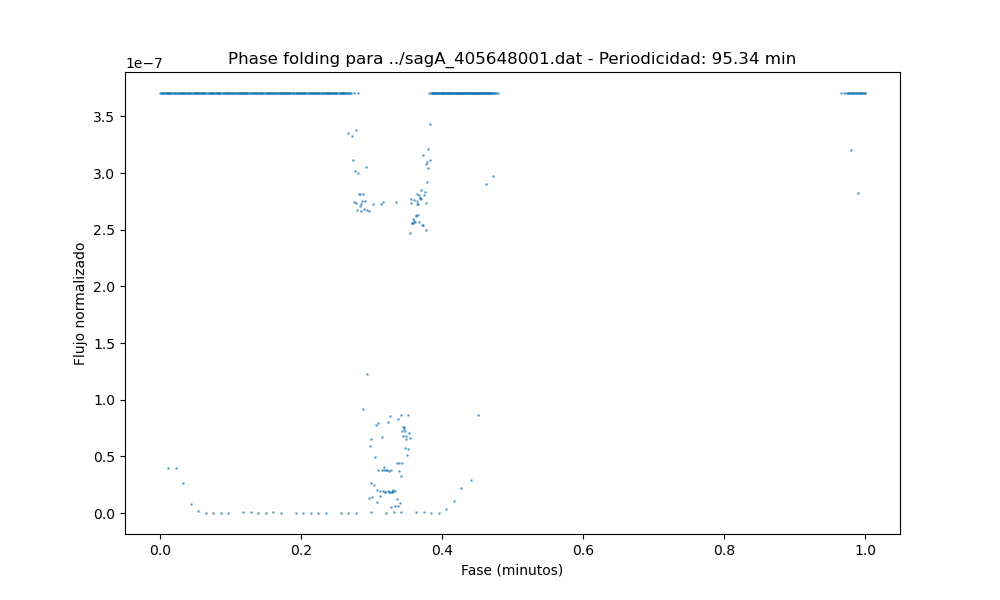 Phase folding para ../sagA_405648001.dat - Periodicidad: 95.34 min
1e−7
3.5
3.0
2.5
2.0
1.5
1.0
0.5
0.0
Flujo normalizado
0.0 0.2 0.4 0.6 0.8 1.0
Fase (minutos)